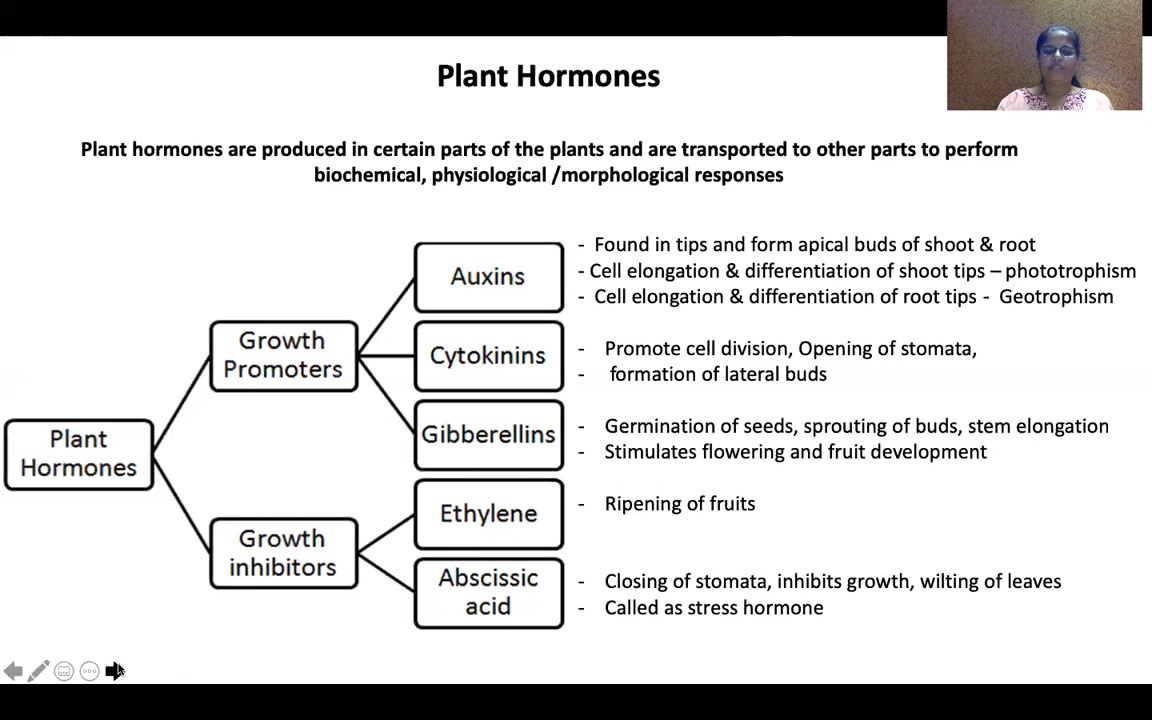 Plant Hormones
Plant hormones are produced in certain parts of the plants and are transported to other parts to perform
biochemical, physiological /morphological responses
Plant
Hormones
Growth
Promoters
Auxins
- Found in tips and form apical buds of shoot & root
- Cell elongation & differentiation of shoot tips – phototrophism
- Cell elongation & differentiation of root tips - Geotrophism
Cytokinins
- Promote cell division, Opening of stomata,
- formation of lateral buds
Gibberellins
- Germination of seeds, sprouting of buds, stem elongation
- Stimulates flowering and fruit development
Growth
inhibitors
Ethylene
- Ripening of fruits
Abscissic
acid
- Closing of stomata, inhibits growth, wilting of leaves
- Called as stress hormone